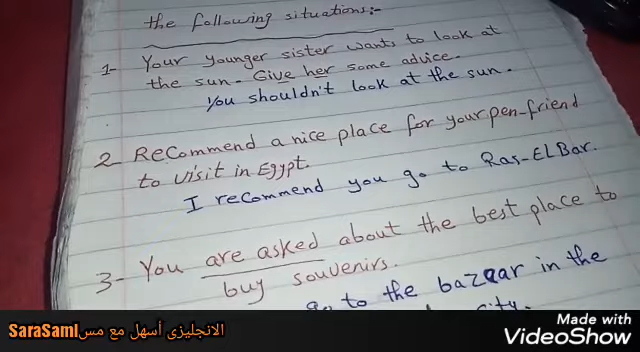 the following situations:-
1- Your younger sister wants to look at
the sun. Give her some advice.
You shouldn't look at the sun.
2- Recommend a nice place for your pen-friend
to visit in Egypt.
I recommend you go to Ras-El Bar.
3- You are asked about the best place to
buy souvenirs.
go to the bazaar in the
city.
SaraSami الانجليزى أسهل مع مس
Made with
VideoShow